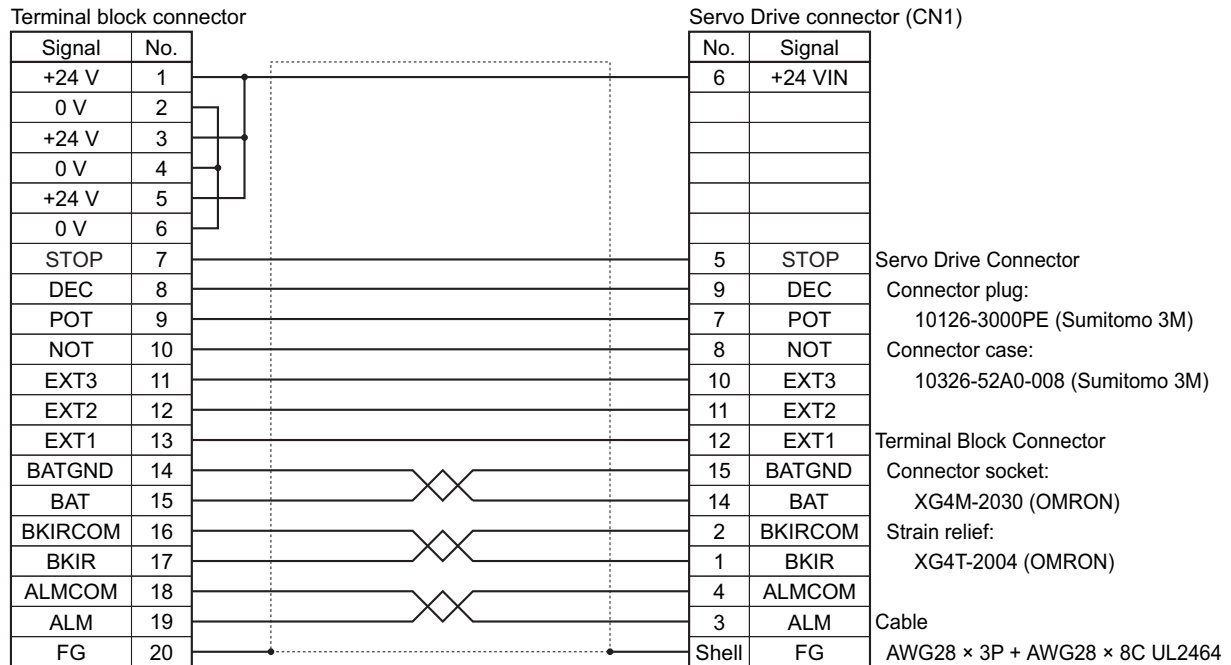 Terminal block connector Servo Drive connector (CN1)
Signal No. No. Signal
+24 V 1 6 +24 VIN
0 V 2
+24 V 3
0 V 4
+24 V 5
0 V 6
STOP 7 5 STOP Servo Drive Connector
DEC 8 9 DEC Connector plug:
POT 9 7 POT 10126-3000PE (Sumitomo 3M)
NOT 10 8 NOT Connector case:
EXT3 11 10 EXT3 10326-52A0-008 (Sumitomo 3M)
EXT2 12 11 EXT2
EXT1 13 12 EXT1 Terminal Block Connector
BATGND 14 15 BATGND Connector socket:
BAT 15 14 BAT XG4M-2030 (OMRON)
BKIRCOM 16 2 BKIRCOM Strain relief:
BKIR 17 1 BKIR XG4T-2004 (OMRON)
ALMCOM 18 4 ALMCOM
ALM 19 3 ALM Cable
FG 20 Shell FG AWG28 × 3P + AWG28 × 8C UL2464